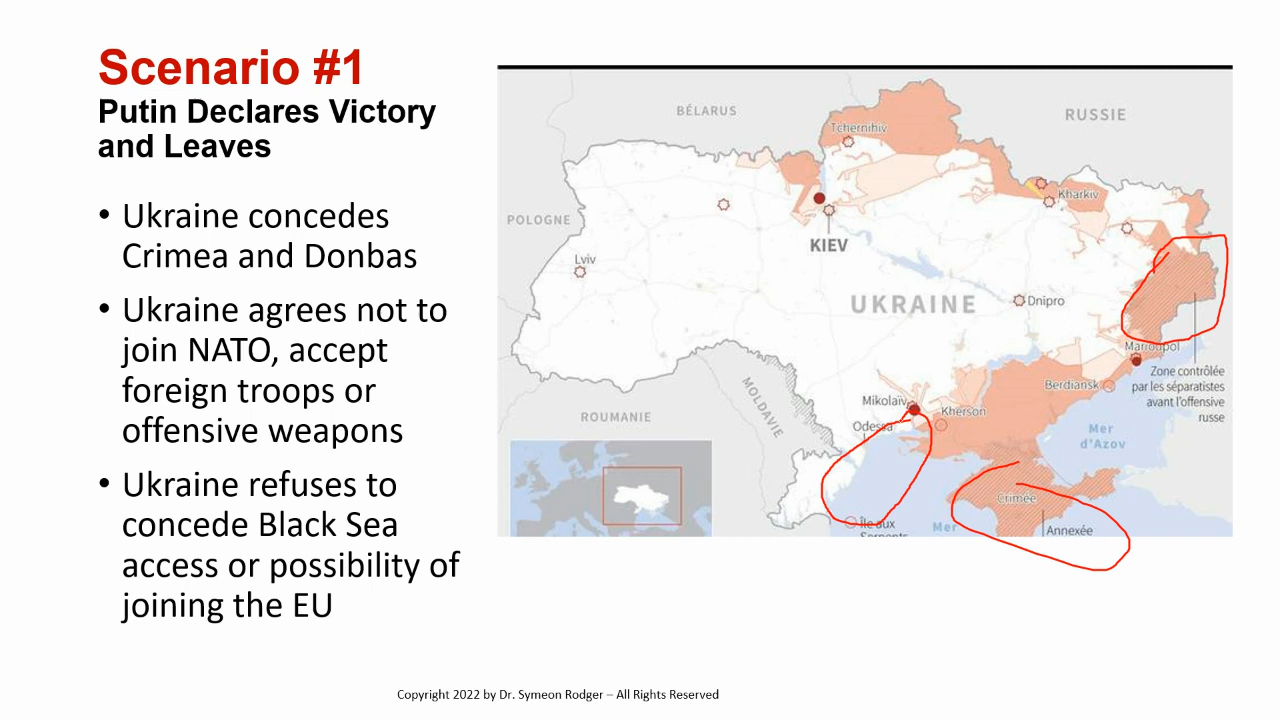 Scenario #1
Putin Declares Victory
and Leaves
• Ukraine concedes
Crimea and Donbas
• Ukraine agrees not to
join NATO, accept
foreign troops or
offensive weapons
• Ukraine refuses to
concede Black Sea
access or possibility of
joining the EU
BÉLARUS
RUSSIE
Tchernihiv
Kharkiv
POLOGNE
KIEV
Lviv
UKRAINE
Dnipro
Marioupol
Zone contrôlée
par les séparatistes
avant l'offensive
russe
Berdiansk
MOLDAVIE
Mikolaïv
Kherson
ROUMANIE
Odessa
Mer
d'Azov
Crimée
Île aux
Serpents
Mer
Annexée
Copyright 2022 by Dr. Symeon Rodger – All Rights Reserved